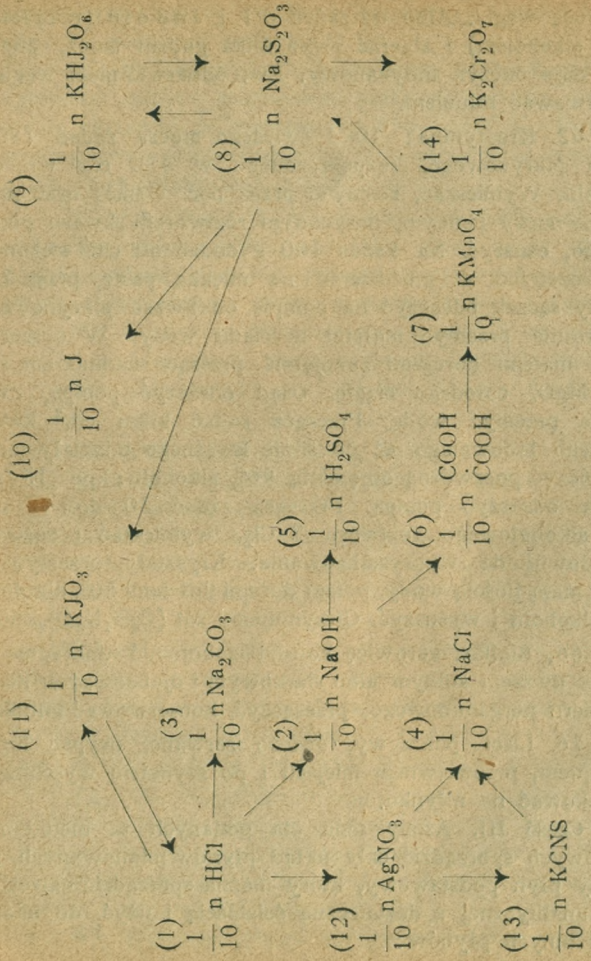 (11)
1/10 n KJO₃
(10)
1/10 n J
(9)
1/10 n KHJ₂O₆
(1)
1/10 n HCl
(3)
1/10 n Na₂CO₃
(8)
1/10 n Na₂S₂O₃
(2)
1/10 n NaOH
(5)
1/10 n H₂SO₄
(12)
1/10 n AgNO₃
(4)
1/10 n NaCi
(6)
1/10 n COOH
COOH
(7)
1/10 n KMnO₄
(14)
1/10 n K₂Cr₂O₇
(13)
1/10 n KCNS